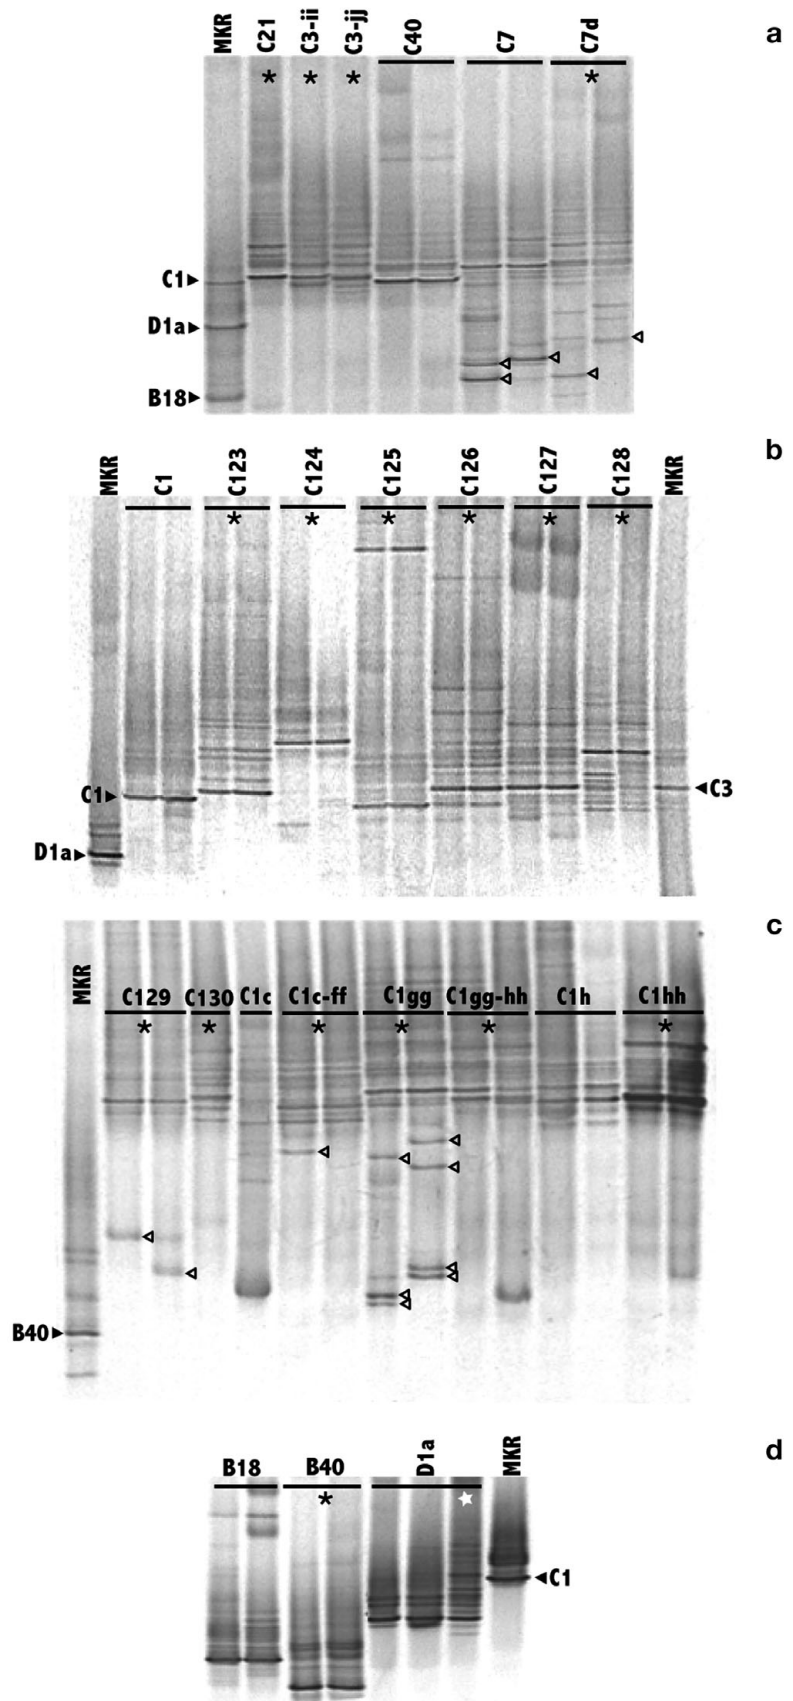 a
MKR C21 C3-ii C3-jj C40 C7 C7d
* * * *
C1
D1a
B18
b
MKR C1 C123 C124 C125 C126 C127 C128 MKR
* * * * * *
C1
C3
D1a
c
MKR C129 C130 C1c C1c-ff C1gg C1gg-hh C1h C1hh
* * * * * *
B40
d
B18 B40 D1a MKR
*
C1